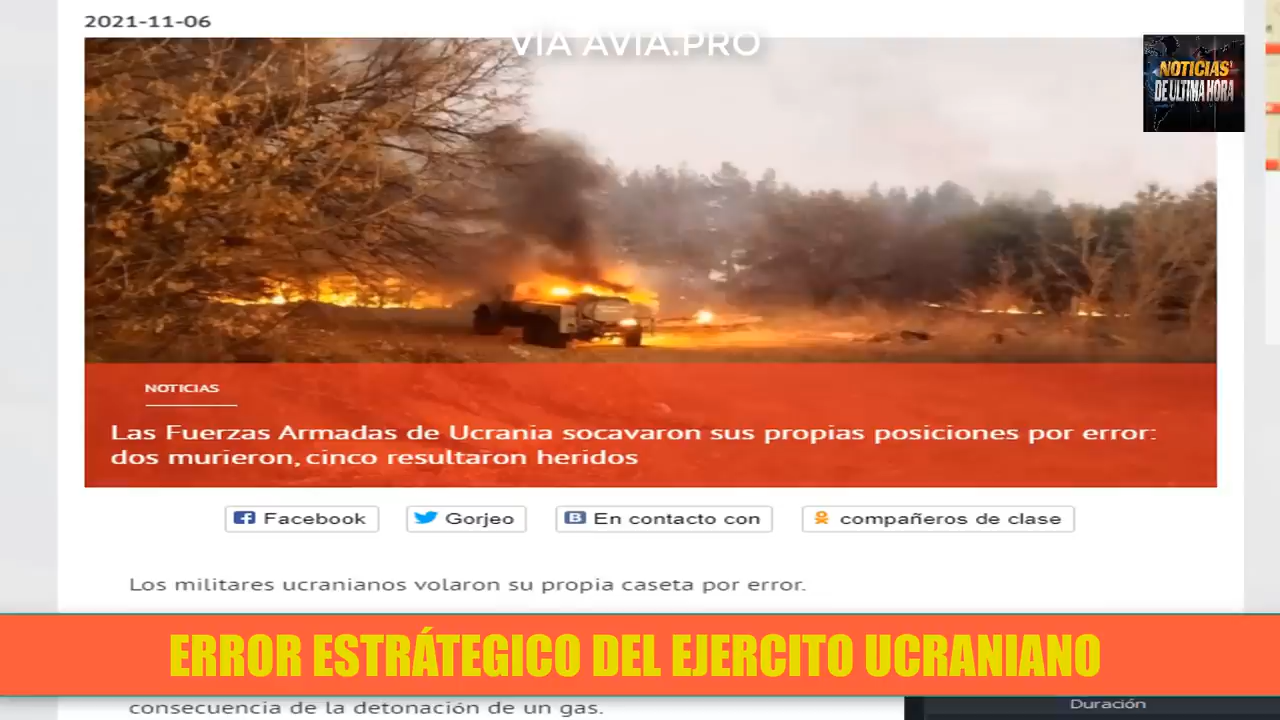 2021-11-06
VÍA AVIA.PRO
NOTICIAS
DE ULTIMA HORA
NOTICIAS
Las Fuerzas Armadas de Ucrania socavaron sus propias posiciones por error:
dos murieron, cinco resultaron heridos
Facebook
Gorjeo
En contacto con
compañeros de clase
Los militares ucranianos volaron su propia caseta por error.
ERROR ESTRÁTEGICO DEL EJERCITO UCRANIANO
consecuencia de la detonación de un gas.
Duración